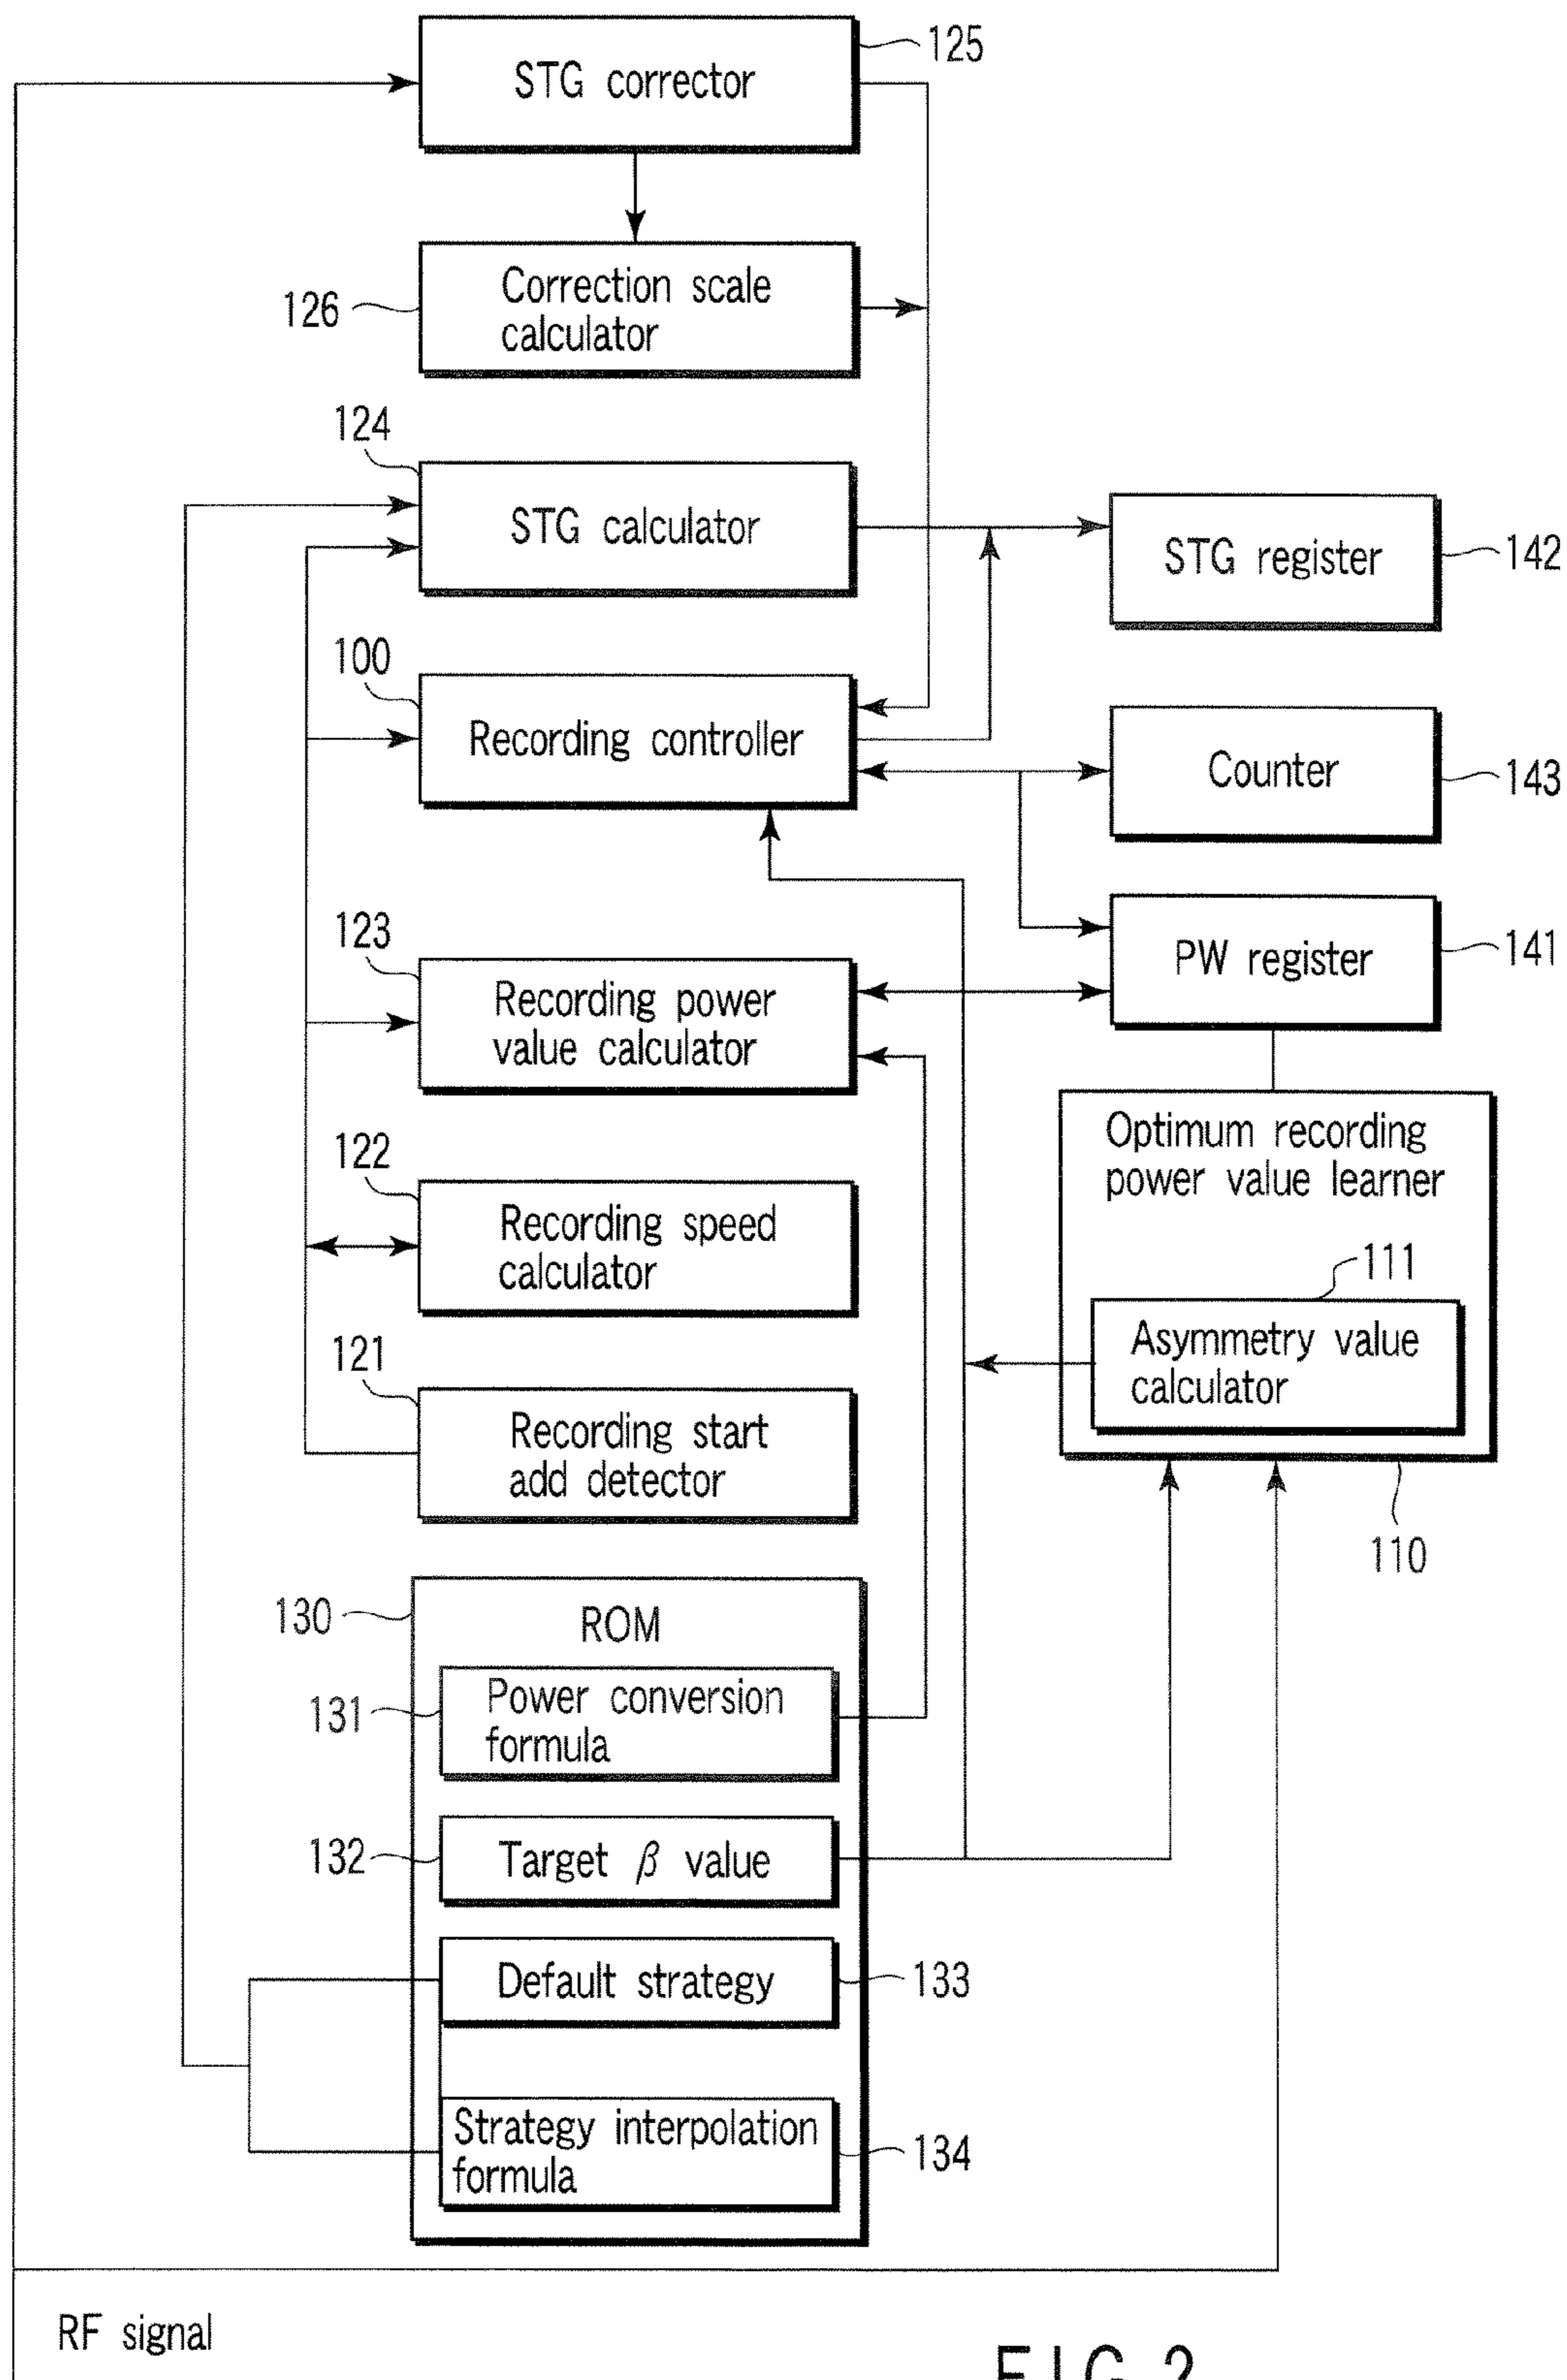 STG corrector
125
Correction scale
calculator
126
124
STG calculator
STG register
142
100
Recording controller
Counter
143
123
Recording power
value calculator
PW register
141
122
Recording speed
calculator
Optimum recording
power value learner
111
Asymmetry value
calculator
110
121
Recording start
add detector
130
ROM
131
Power conversion
formula
132
Target β value
Default strategy
133
Strategy interpolation
formula
134
RF signal
FIG. 2